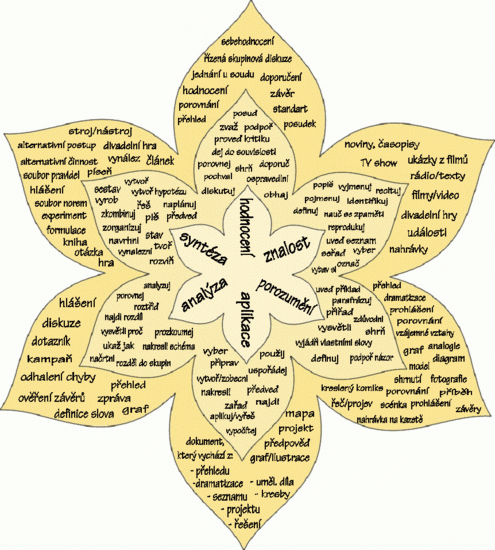 sebehodnocení
řízená skupinová diskuze
jednání u soudu
doporučení
hodnocení
závěr
porovnání
standart
přehled
posudek
posuď
zvaž podpoř
proveď kritiku
dej do souvislosti
porovnej
suď
doporuč
pochval
ospravedlni
diskutuj
obhaj
hodnocení
noviny, časopisy
TV show
ukázky z filmů
rádio/texty
filmy/video
divadelní hry
události
nahrávky
popiš
vyjmenuj
recituj
pojmenuj
identifikuj
definuj
nauč se zpaměti
reprodukuj
uveď seznam
seřaď
vyber
označ
vybav si
znalost
stroj/nástroj
alternativní postup
divadelní hra
vynález
článek
alternativní činnost
soubor pravidel
píseň
hlášení
soubor norem
experiment
formulace
kniha
otázka
hra
vytvoř
sestav
vytvoř hypotézu
vyrob
řeš
naplánuj
zkombinuj
piš
předveď
zorganizuj
navrhni
stav
vynalezni
tvoř
rozviň
syntéza
analýza
analyzuj
porovnej
roztřiď
najdi rozdíl
vysvětli proč
prozkoumej
ukaž jak
nakresli schéma
načrtni
rozděl do skupin
hlášení
diskuze
dotazník
kampaň
odhalení chyby
přehled
ověření závěrů
zpráva
definice slova
graf
porozumění
uveď příklad
parafrázuj
přiřaď
zdůvodni
vysvětli
shrň
vyjádři vlastními slovy
definuj
podpoř názor
přehled
dramatizace
prohlášení
porovnání
vzájemné vztahy
graf
analogie
model
diagram
shrnutí
fotografie
kreslený komiks
porovnání
příběh
řeč/projev
scénka
prohlášení
závěry
nahrávka na kazetě
aplikace
vyber
použij
připrav
uspořádej
vytvoř/zobecni
nakresli
předveď
zařaď
najdi
aplikuj/vyřeš
vypočítej
mapa
projekt
předpověď
graf/ilustrace
dokument,
který vychází z:
- přehledu
-dramatizace
- uměl. díla
- seznamu
- kresby
- projektu
- řešení